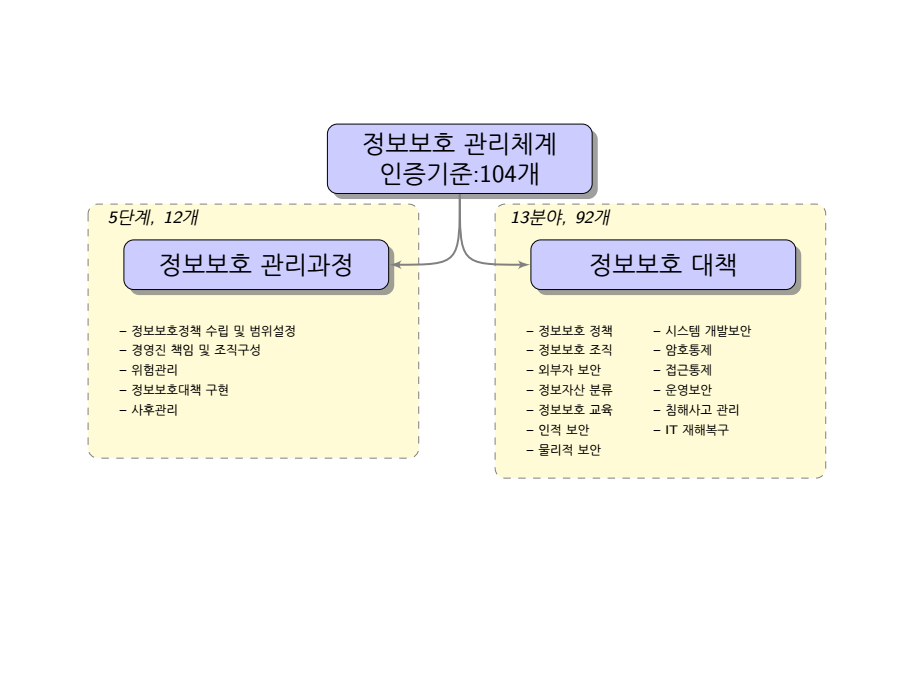 정보보호 관리체계
인증기준:104개
5단계, 12개
정보보호 관리과정
– 정보보호정책 수립 및 범위설정
– 경영진 책임 및 조직구성
– 위험관리
– 정보보호대책 구현
– 사후관리
13분야, 92개
정보보호 대책
– 정보보호 정책
– 정보보호 조직
– 외부자 보안
– 정보자산 분류
– 정보보호 교육
– 인적 보안
– 물리적 보안
– 시스템 개발보안
– 암호통제
– 접근통제
– 운영보안
– 침해사고 관리
– IT 재해복구